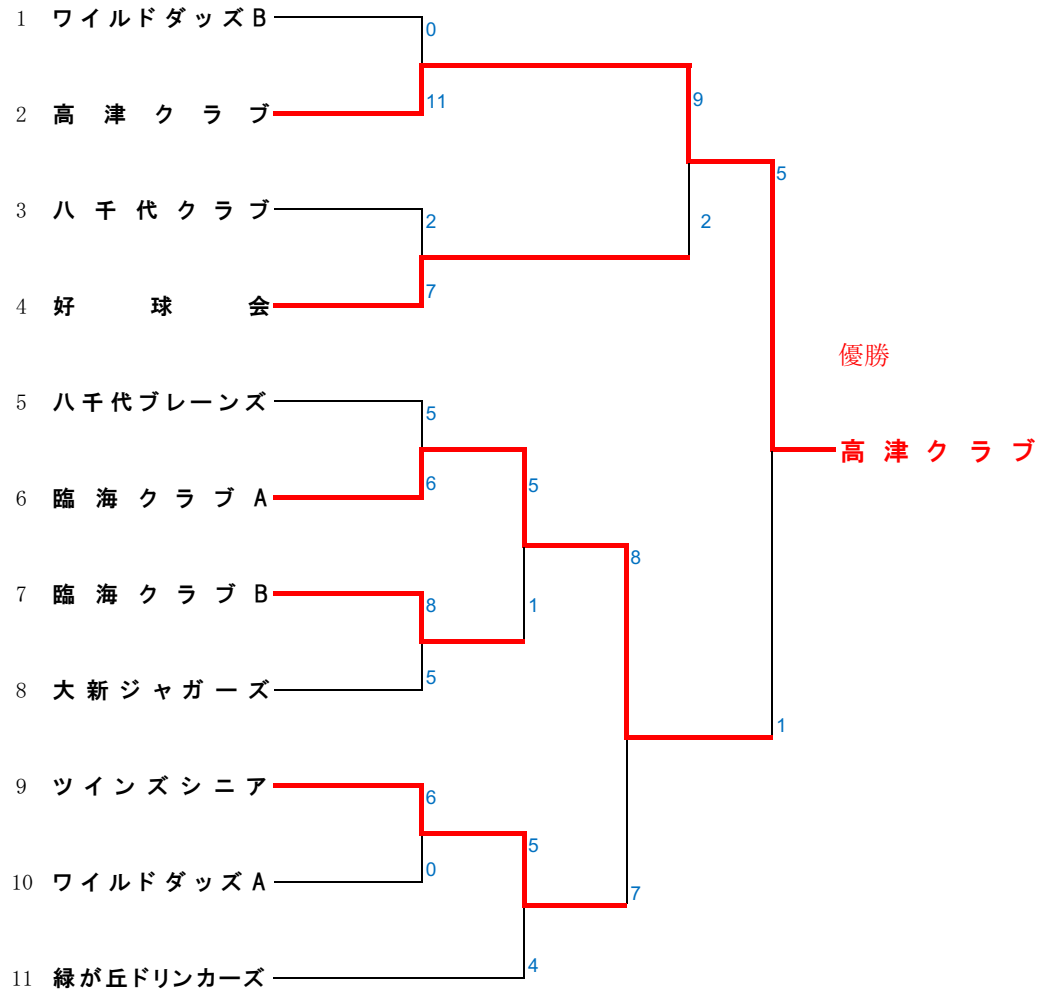 1 ワイルドダッズB
0
11
9
2 高津クラブ
5
3 八千代クラブ
2
2
7
4 好球会
優勝
5 八千代ブレーンズ
5
高津クラブ
6 臨海クラブA
6
5
8
7 臨海クラブB
8
1
8 大新ジャガーズ
5
1
9 ツインズシニア
6
5
10 ワイルドダッズA
0
7
11 緑が丘ドリンカーズ
4